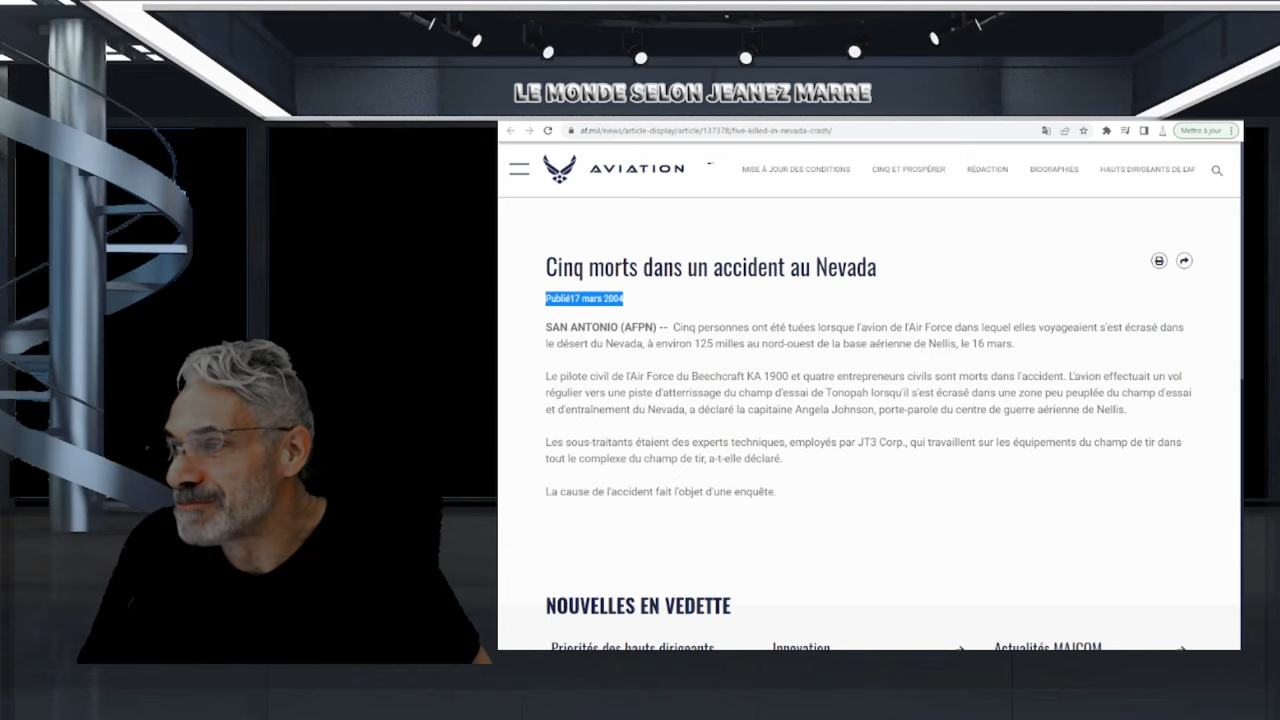 LE MONDE SELON JEANEZ MARRE
af.mil/news/article-display/article/137378/five-killed-in-nevada-crash/
Mettre à jour
AVIATION
MISE À JOUR DES CONDITIONS
CINQ ET PROSPÉRER
RÉDACTION
BIOGRAPHIES
HAUTS DIRIGEANTS DE L'AF
Cinq morts dans un accident au Nevada
Publié17 mars 2004
SAN ANTONIO (AFPN) -- Cinq personnes ont été tuées lorsque l'avion de l'Air Force dans lequel elles voyageaient s'est écrasé dans
le désert du Nevada, à environ 125 milles au nord-ouest de la base aérienne de Nellis, le 16 mars.
Le pilote civil de l'Air Force du Beechcraft KA 1900 et quatre entrepreneurs civils sont morts dans l'accident. L'avion effectuait un vol
régulier vers une piste d'atterrissage du champ d'essai de Tonopah lorsqu'il s'est écrasé dans une zone peu peuplée du champ d'essai
et d'entraînement du Nevada, a déclaré la capitaine Angela Johnson, porte-parole du centre de guerre aérienne de Nellis.
Les sous-traitants étaient des experts techniques, employés par JT3 Corp., qui travaillent sur les équipements du champ de tir dans
tout le complexe du champ de tir, a-t-elle déclaré.
La cause de l'accident fait l'objet d'une enquête.
NOUVELLES EN VEDETTE
Priorités des hauts dirigeants
Innovation
Actualités MAJCOM